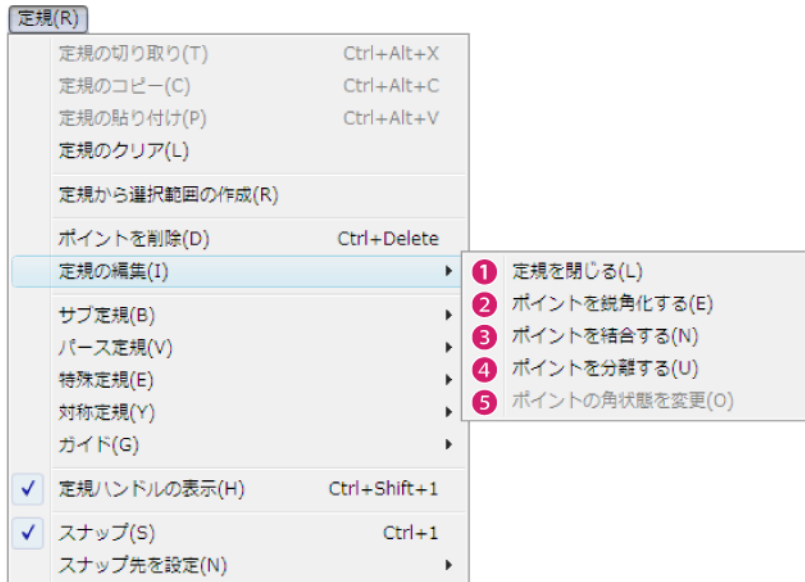 定規(R)
定規の切り取り(T) Ctrl+Alt+X
定規のコピー(C) Ctrl+Alt+C
定規の貼り付け(P) Ctrl+Alt+V
定規のクリア(L)
定規から選択範囲の作成(R)
ポイントを削除(D) Ctrl+Delete
定規の編集(I)
1 定規を閉じる(L)
2 ポイントを鋭角化する(E)
3 ポイントを結合する(N)
4 ポイントを分離する(U)
5 ポイントの角状態を変更(O)
サブ定規(B)
パース定規(V)
特殊定規(E)
対称定規(Y)
ガイド(G)
定規ハンドルの表示(H) Ctrl+Shift+1
スナップ(S) Ctrl+1
スナップ先を設定(N)